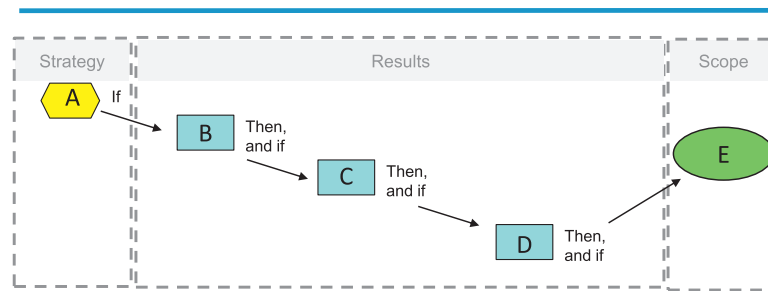 Strategy
Results
Scope
A
If
B
Then,
and if
C
Then,
and if
D
Then,
and if
E